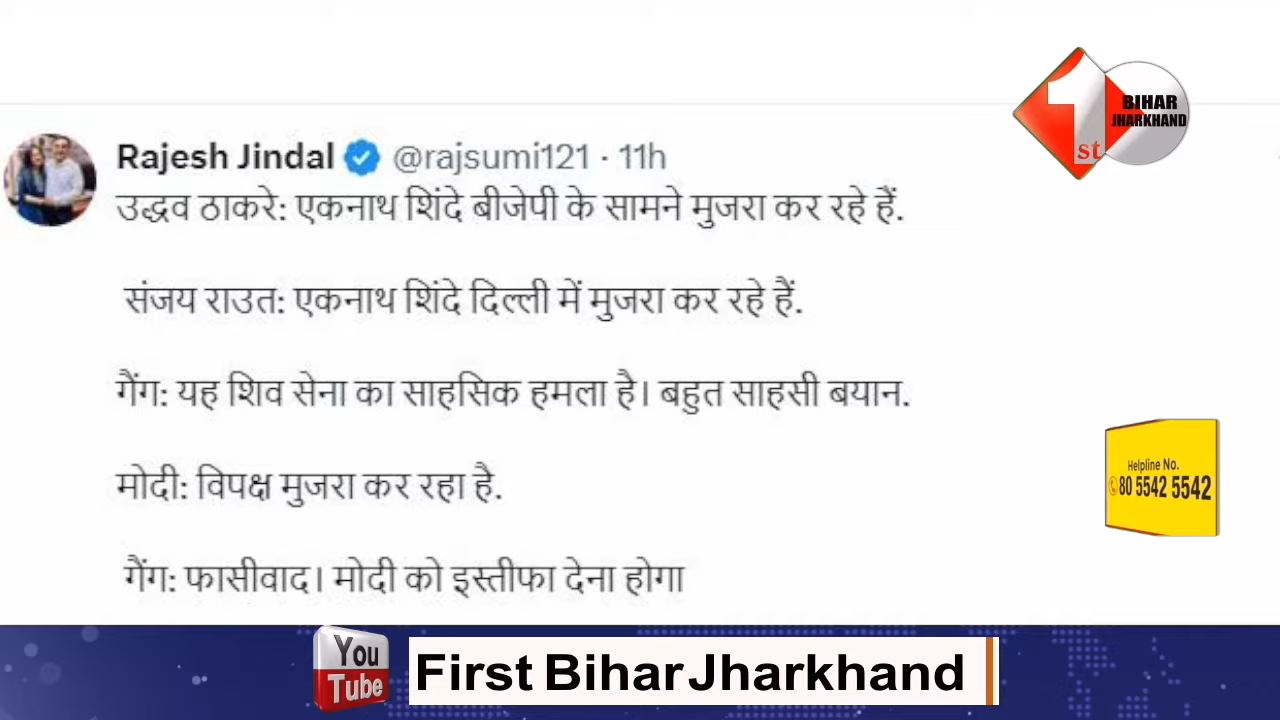 1st
BIHAR
JHARKHAND
Rajesh Jindal @rajsumi121 · 11h
उद्धव ठाकरे: एकनाथ शिंदे बीजेपी के सामने मुजरा कर रहे हैं.
संजय राउत: एकनाथ शिंदे दिल्ली में मुजरा कर रहे हैं.
गैंग: यह शिव सेना का साहसिक हमला है। बहुत साहसी बयान.
मोदी: विपक्ष मुजरा कर रहा है.
गैंग: फासीवाद। मोदी को इस्तीफा देना होगा
Helpline No.
80 5542 5542
You
Tube
First Bihar Jharkhand